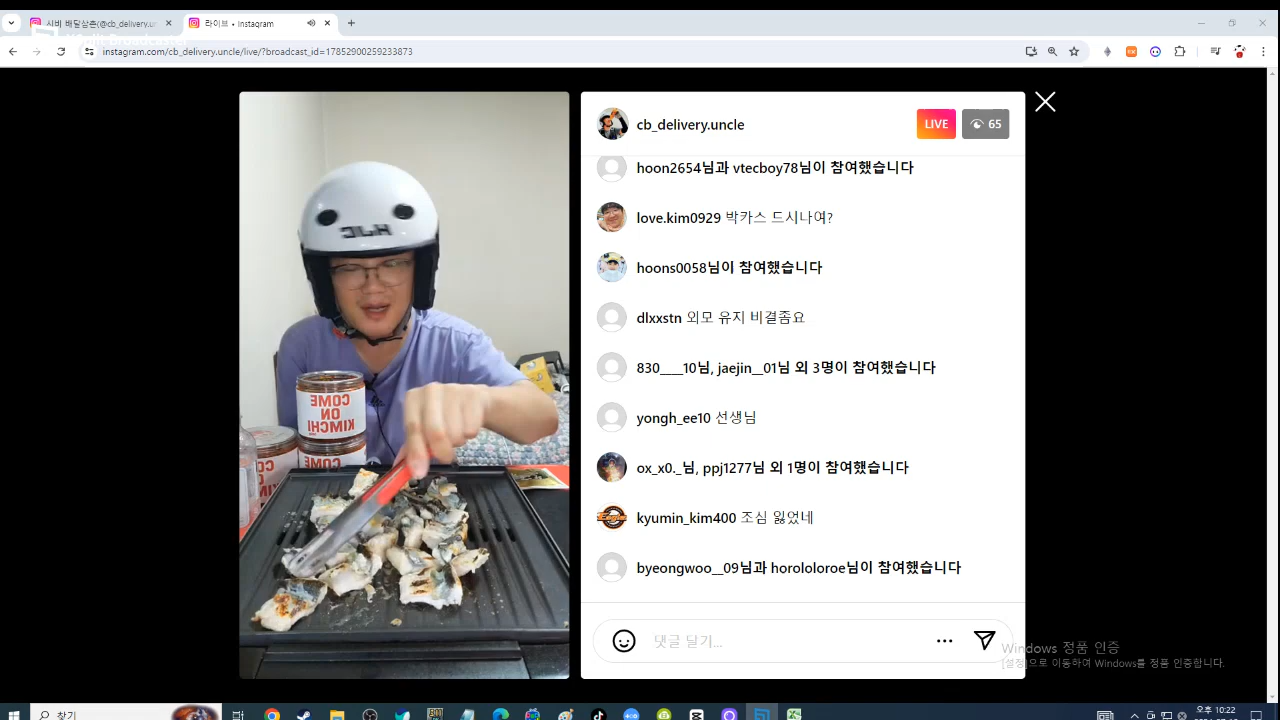 시바 배달삼촌(@cb_delivery.un
라이브 • Instagram
instagram.com/cb_delivery.uncle/live/?broadcast_id=17852900259233873
cb_delivery.uncle
LIVE
65
hoon2654님과 vtecboy78님이 참여했습니다
love.kim0929 박카스 드시나여?
hoons0058님이 참여했습니다
dlxxstn 외모 유지 비결좀요
830____10님, jaejin__01님 외 3명이 참여했습니다
yongh_ee10 선생님
ox_x0._님, ppj1277님 외 1명이 참여했습니다
kyumin_kim400 조심 잃었네
byeongwoo__09님과 horololoroe님이 참여했습니다
댓글 달기...
Windows 정품 인증
[설정]으로 이동하여 Windows를 정품 인증합니다.
HJC
COME
ON
KIMCHI
COME
찾기
오후 10:22